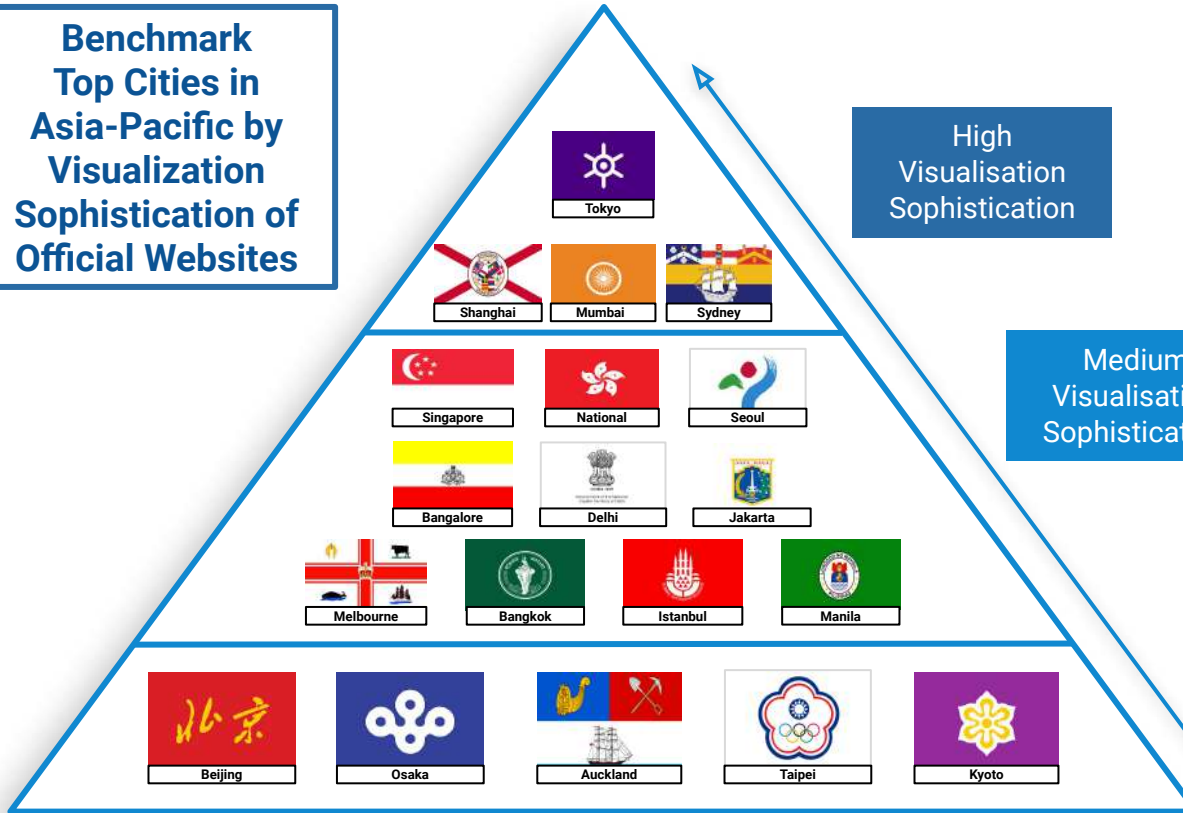 Benchmark
Top Cities in
Asia-Pacific by
Visualization
Sophistication of
Official Websites
High
Visualisation
Sophistication
Tokyo
Shanghai
Mumbai
Sydney
Medium
Visualisati
Sophisticat
Singapore
National
Seoul
Bangalore
Delhi
Jakarta
Melbourne
Bangkok
Istanbul
Manila
北京
Beijing
Osaka
Auckland
Taipei
Kyoto